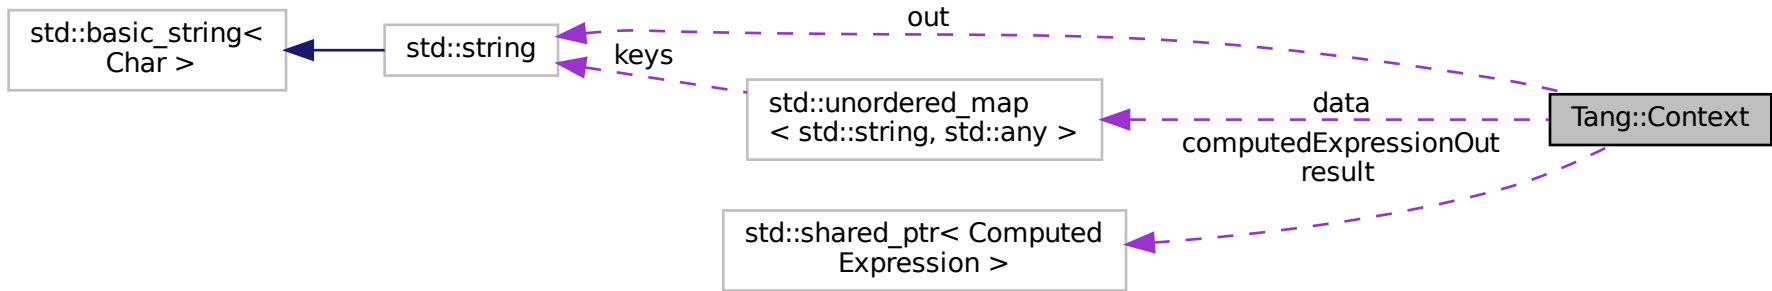 std::basic_string<
Char >
std::string
out
keys
std::unordered_map
< std::string, std::any >
data
computedExpressionOut
result
Tang::Context
std::shared_ptr< Computed
Expression >